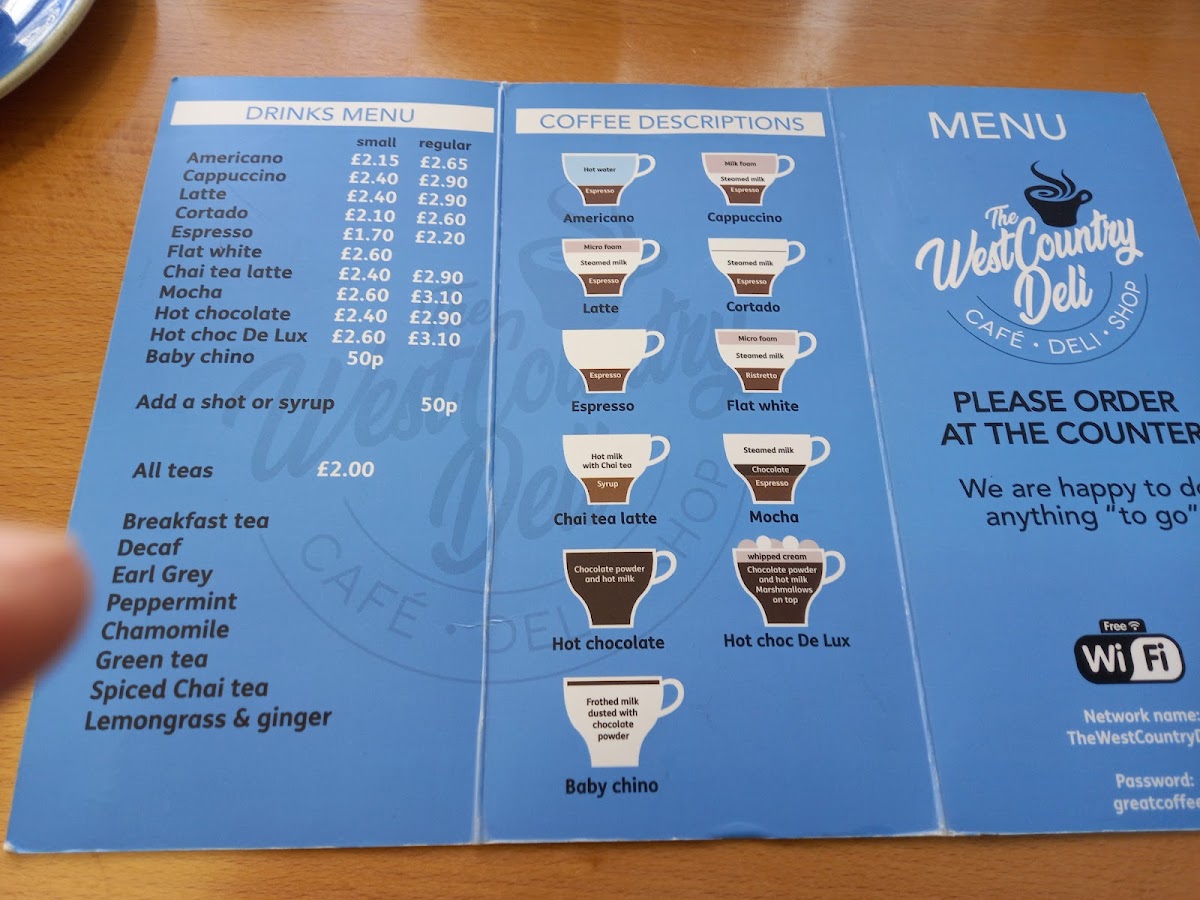 DRINKS MENU
small regular
Americano £2.15 £2.65
Cappuccino £2.40 £2.90
Latte £2.40 £2.90
Cortado £2.10 £2.60
Espresso £1.70 £2.20
Flat white £2.60
Chai tea latte £2.40 £2.90
Mocha £2.60 £3.10
Hot chocolate £2.40 £2.90
Hot choc De Lux £2.60 £3.10
Baby chino 50p
Add a shot or syrup 50p
All teas £2.00
Breakfast tea
Decaf
Earl Grey
Peppermint
Chamomile
Green tea
Spiced Chai tea
Lemongrass & ginger
The
WestCountry
Deli
CAFÉ · DELI · SHOP
COFFEE DESCRIPTIONS
Hot water
Espresso
Americano
Milk foam
Steamed milk
Espresso
Cappuccino
Micro foam
Steamed milk
Espresso
Latte
Steamed milk
Espresso
Cortado
Espresso
Espresso
Micro foam
Steamed milk
Ristretto
Flat white
Hot milk
with Chai tea
Syrup
Chai tea latte
Steamed milk
Chocolate
Espresso
Mocha
Chocolate powder
and hot milk
Hot chocolate
whipped cream
Chocolate powder
and hot milk
Marshmallows
on top
Hot choc De Lux
Frothed milk
dusted with
chocolate
powder
Baby chino
MENU
The
WestCountry
Deli
CAFÉ · DELI · SHOP
PLEASE ORDER
AT THE COUNTER
We are happy to do
anything "to go"
Free
WiFi
Network name:
TheWestCountryD
Password:
greatcoffee